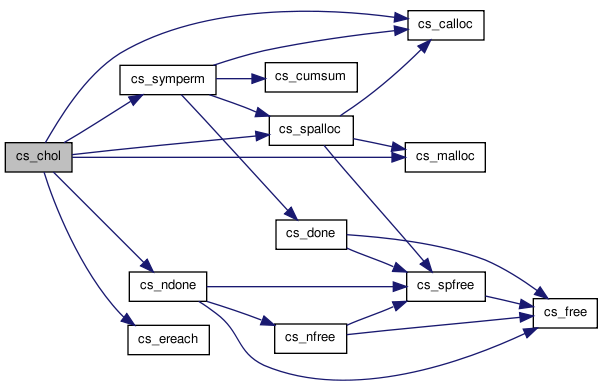 cs_calloc
cs_symperm
cs_cumsum
cs_spalloc
cs_chol
cs_malloc
cs_done
cs_ndone
cs_spfree
cs_free
cs_ereach
cs_nfree